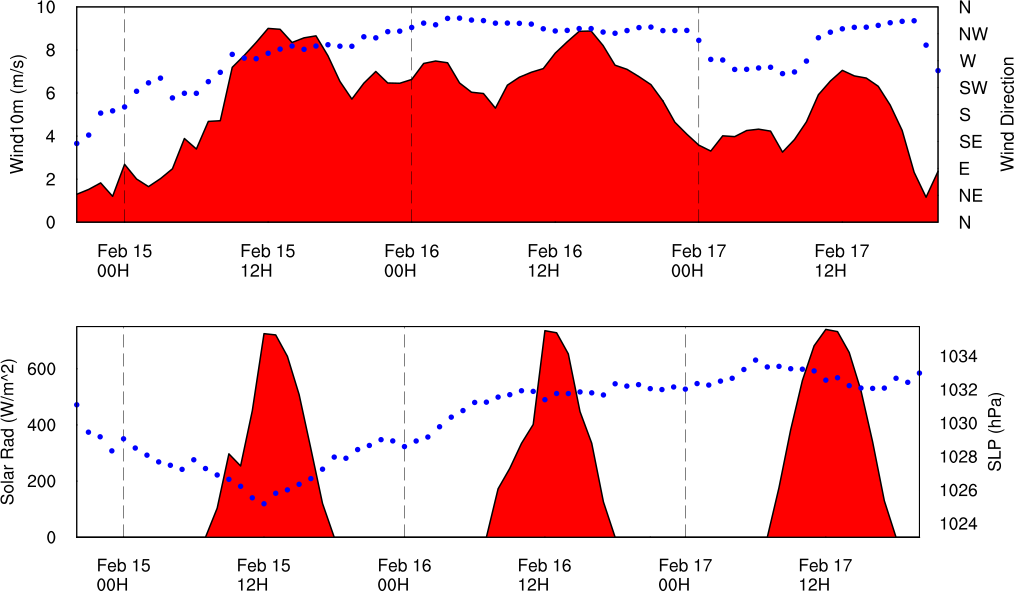 10
8
6
4
2
0
Wind10m (m/s)
N
NW
W
SW
S
SE
E
NE
N
Wind Direction
Feb 15 Feb 15 Feb 16 Feb 16 Feb 17 Feb 17
00H 12H 00H 12H 00H 12H
600
400
200
0
Solar Rad (W/m^2)
1034
1032
1030
1028
1026
1024
SLP (hPa)
Feb 15 Feb 15 Feb 16 Feb 16 Feb 17 Feb 17
00H 12H 00H 12H 00H 12H